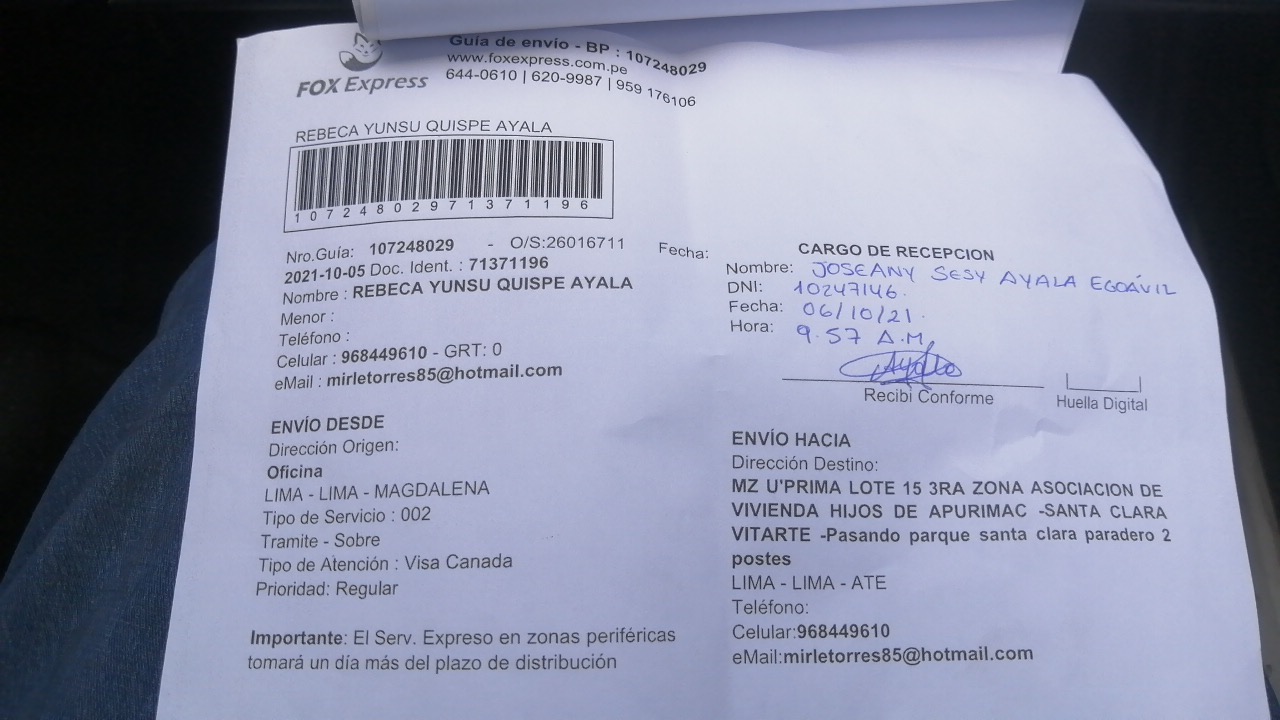 FOX Express
Guía de envío - BP : 107248029
www.foxexpress.com.pe
644-0610 | 620-9987 | 959 176106
REBECA YUNSU QUISPE AYALA
10724802971371196
Nro.Guía: 107248029 - O/S:26016711 Fecha:
2021-10-05 Doc. Ident. : 71371196
Nombre : REBECA YUNSU QUISPE AYALA
Menor :
Teléfono :
Celular : 968449610 - GRT: 0
eMail : mirletorres85@hotmail.com
CARGO DE RECEPCION
Nombre: JOSEANY SESY AYALA EGOÁVIL
DNI: 10247146.
Fecha: 06/10/21.
Hora: 9.57 A.M.
Ayala
Recibí Conforme
Huella Digital
ENVÍO DESDE
Dirección Origen:
Oficina
LIMA - LIMA - MAGDALENA
Tipo de Servicio : 002
Tramite - Sobre
Tipo de Atención : Visa Canada
Prioridad: Regular
Importante: El Serv. Expreso en zonas periféricas
tomará un día más del plazo de distribución
ENVÍO HACIA
Dirección Destino:
MZ U'PRIMA LOTE 15 3RA ZONA ASOCIACION DE
VIVIENDA HIJOS DE APURIMAC -SANTA CLARA
VITARTE -Pasando parque santa clara paradero 2
postes
LIMA - LIMA - ATE
Teléfono:
Celular:968449610
eMail:mirletorres85@hotmail.com